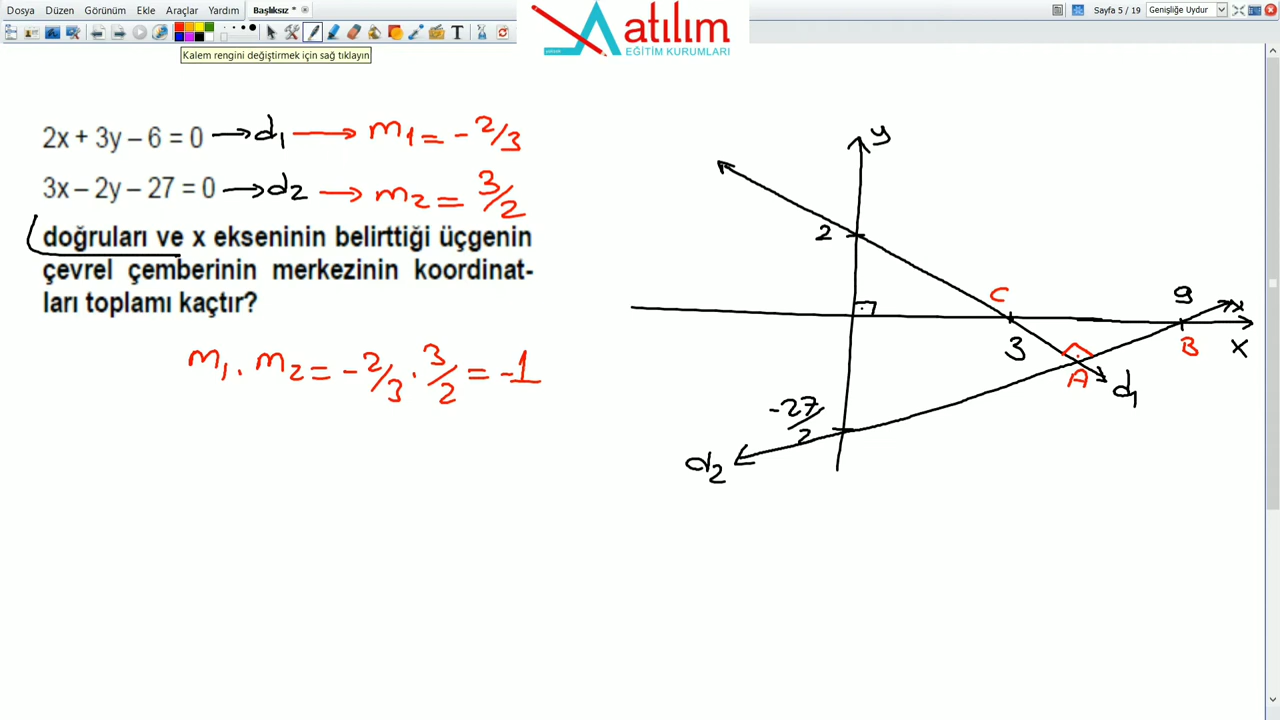 Dosya Düzen Görünüm Ekle Araçlar Yardım Başlıksız * Sayfa 5 / 19 Genişliğe Uydur
Kalem rengini değiştirmek için sağ tıklayın
atılım
EĞİTİM KURUMLARI
2x + 3y – 6 = 0 → d1 → m1 = -2/3
3x – 2y – 27 = 0 → d2 → m2 = 3/2
doğruları ve x ekseninin belirttiği üçgenin
çevrel çemberinin merkezinin koordinat-
ları toplamı kaçtır?
m1 . m2 = -2/3 . 3/2 = -1
y
2
C
9
x
3
B
x
A
d1
-27/2
d2